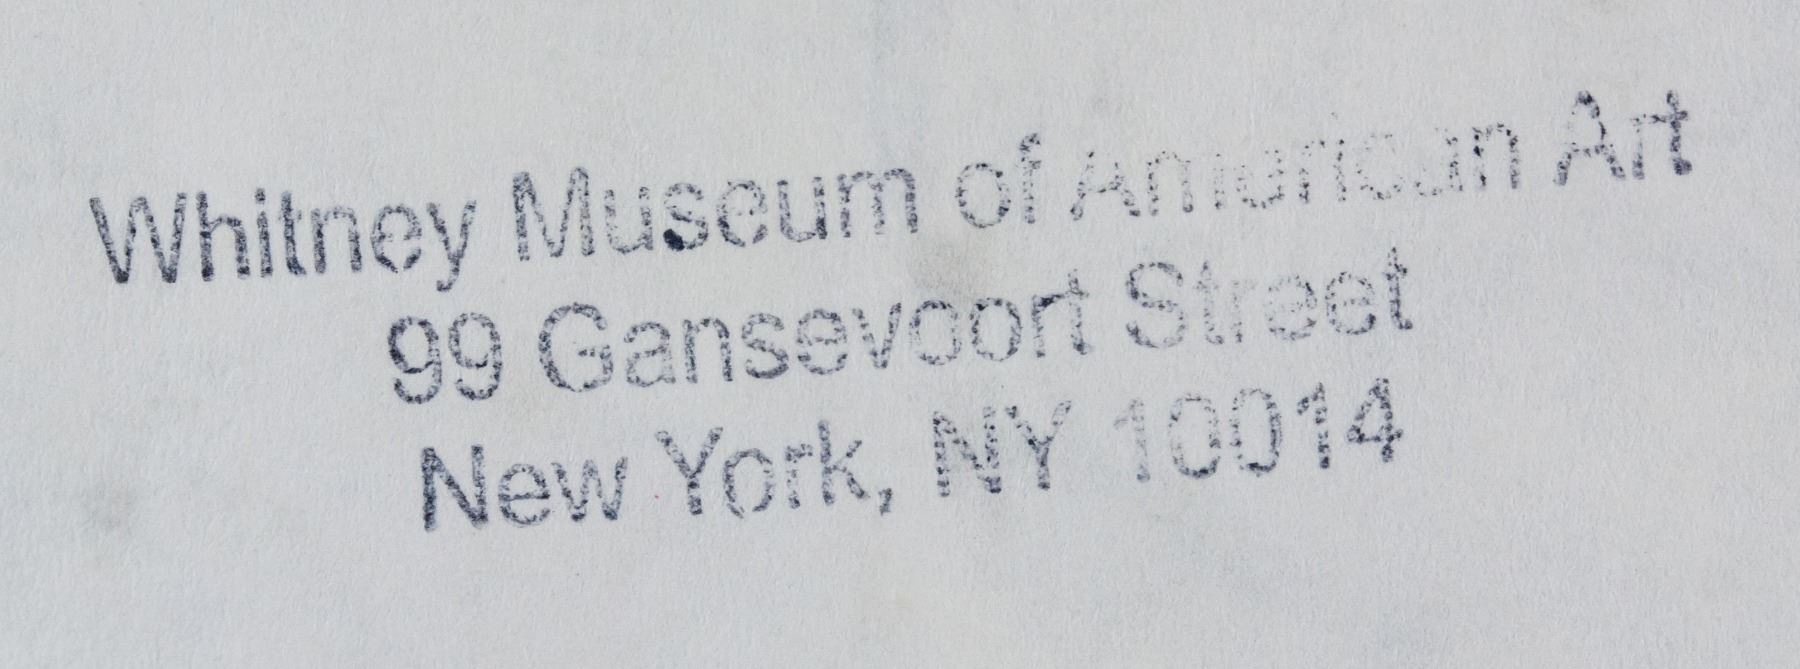 Whitney Museum of American Art
99 Gansevoort Street
New York, NY 10014